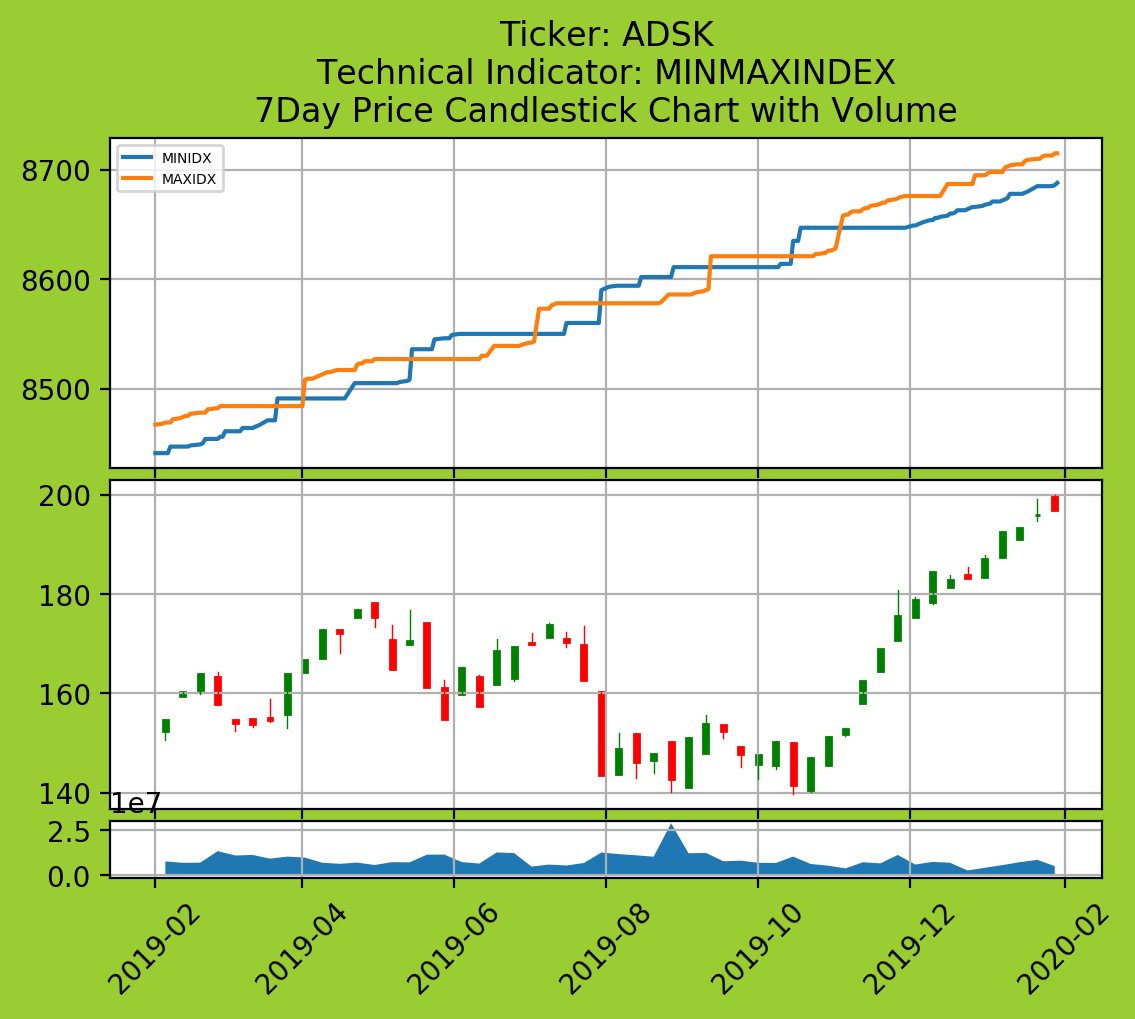 Ticker: ADSK
Technical Indicator: MINMAXINDEX
7Day Price Candlestick Chart with Volume
MINIDX
MAXIDX
8700
8600
8500
200
180
160
140
1e7
2.5
0.0
2019-02
2019-04
2019-06
2019-08
2019-10
2019-12
2020-02